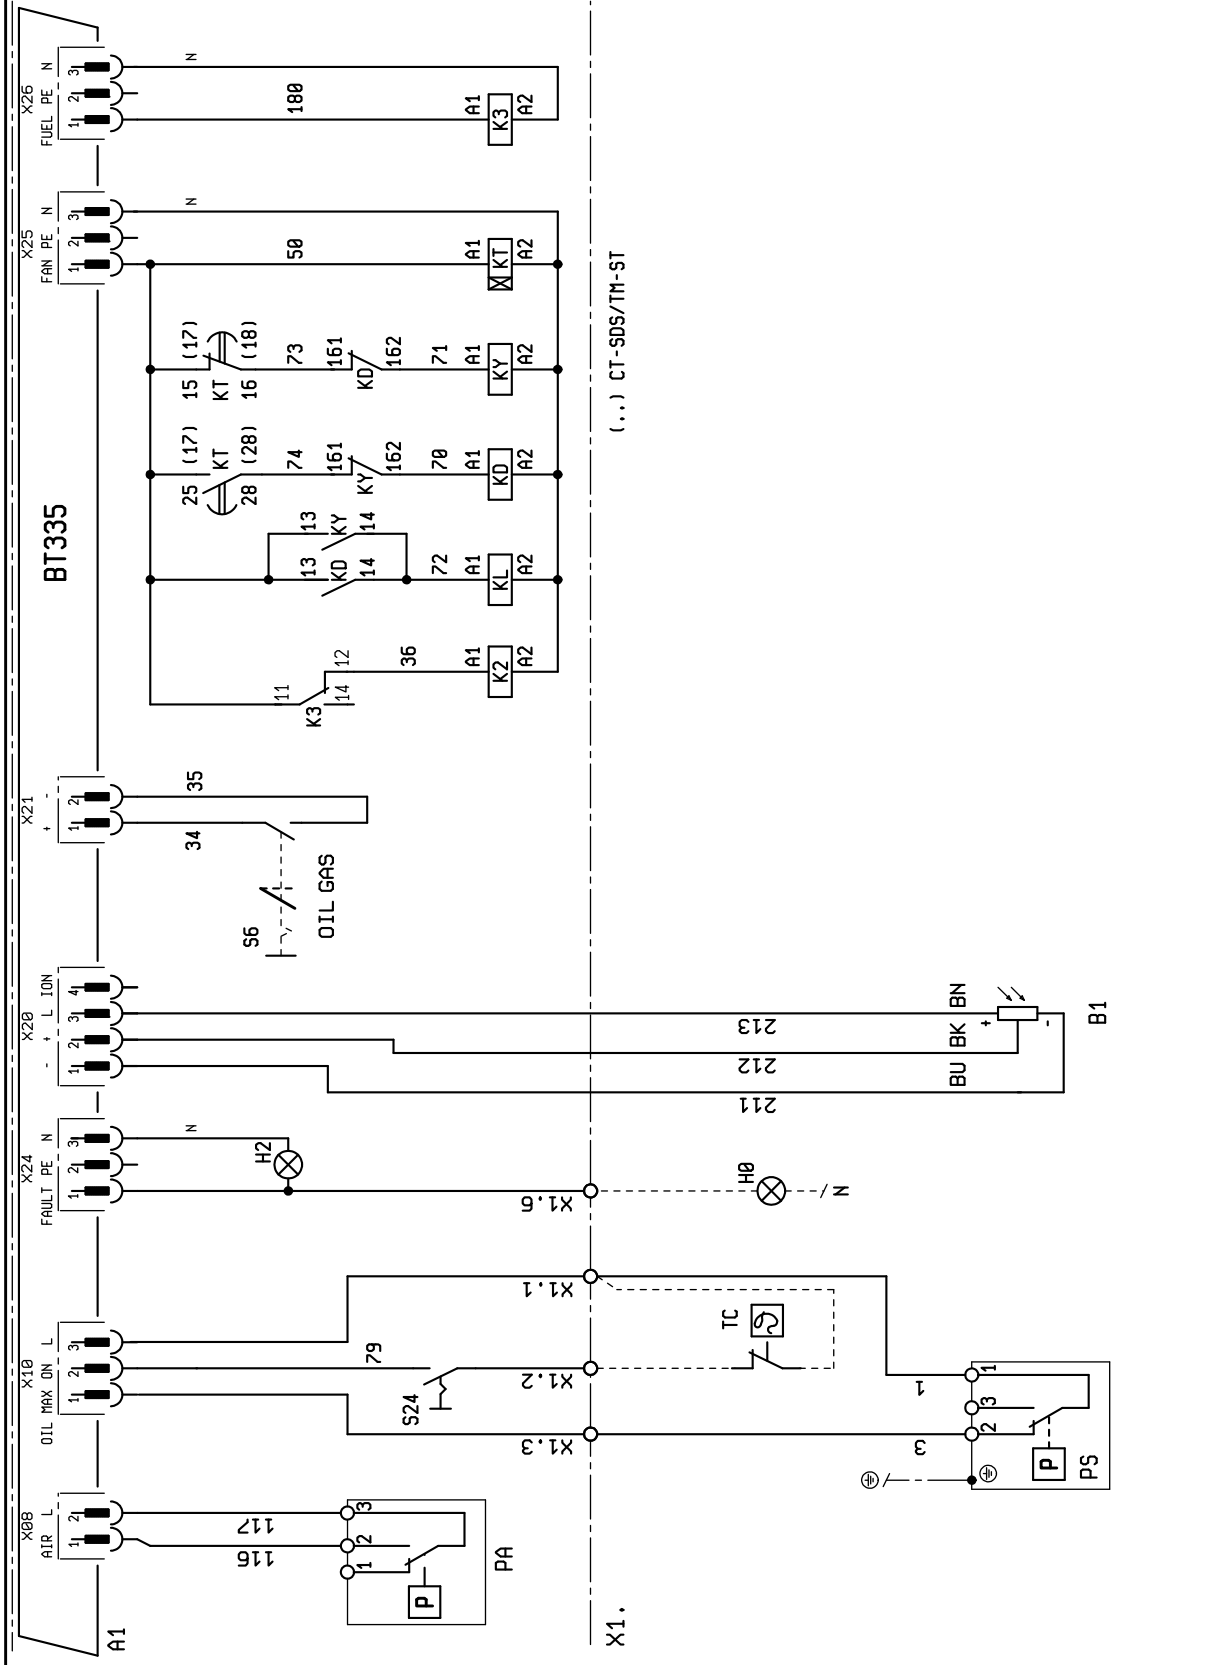 X26
FUEL PE N
1 2 3
N
180
A1
K3
A2
X25
FAN PE N
1 2 3
N
50
A1
KT
A2
15 (17)
KT
16 (18)
73
161
KD
162
71
A1
KY
A2
25 (17)
KT
28 (28)
74
161
KY
162
70
A1
KD
A2
13
KY
14
13
KD
14
72
A1
KL
A2
11
K3
14 12
36
A1
K2
A2
(..) CT-SDS/TM-ST
BT335
X21
+ -
1 2
34
35
S6
OIL GAS
X20
- + L ION
1 2 3 4
211
212
213
BU BK BN
+
-
B1
X24
FAULT PE N
1 2 3
N
H2
X1.6
H0
N
X10
OIL MAX ON L
1 2 3
79
S24
X1.1
X1.2
X1.3
TC
1
3
1
3
2
P
PS
X08
AIR L
1 2
117
116
3
2
1
P
PA
A1
X1.